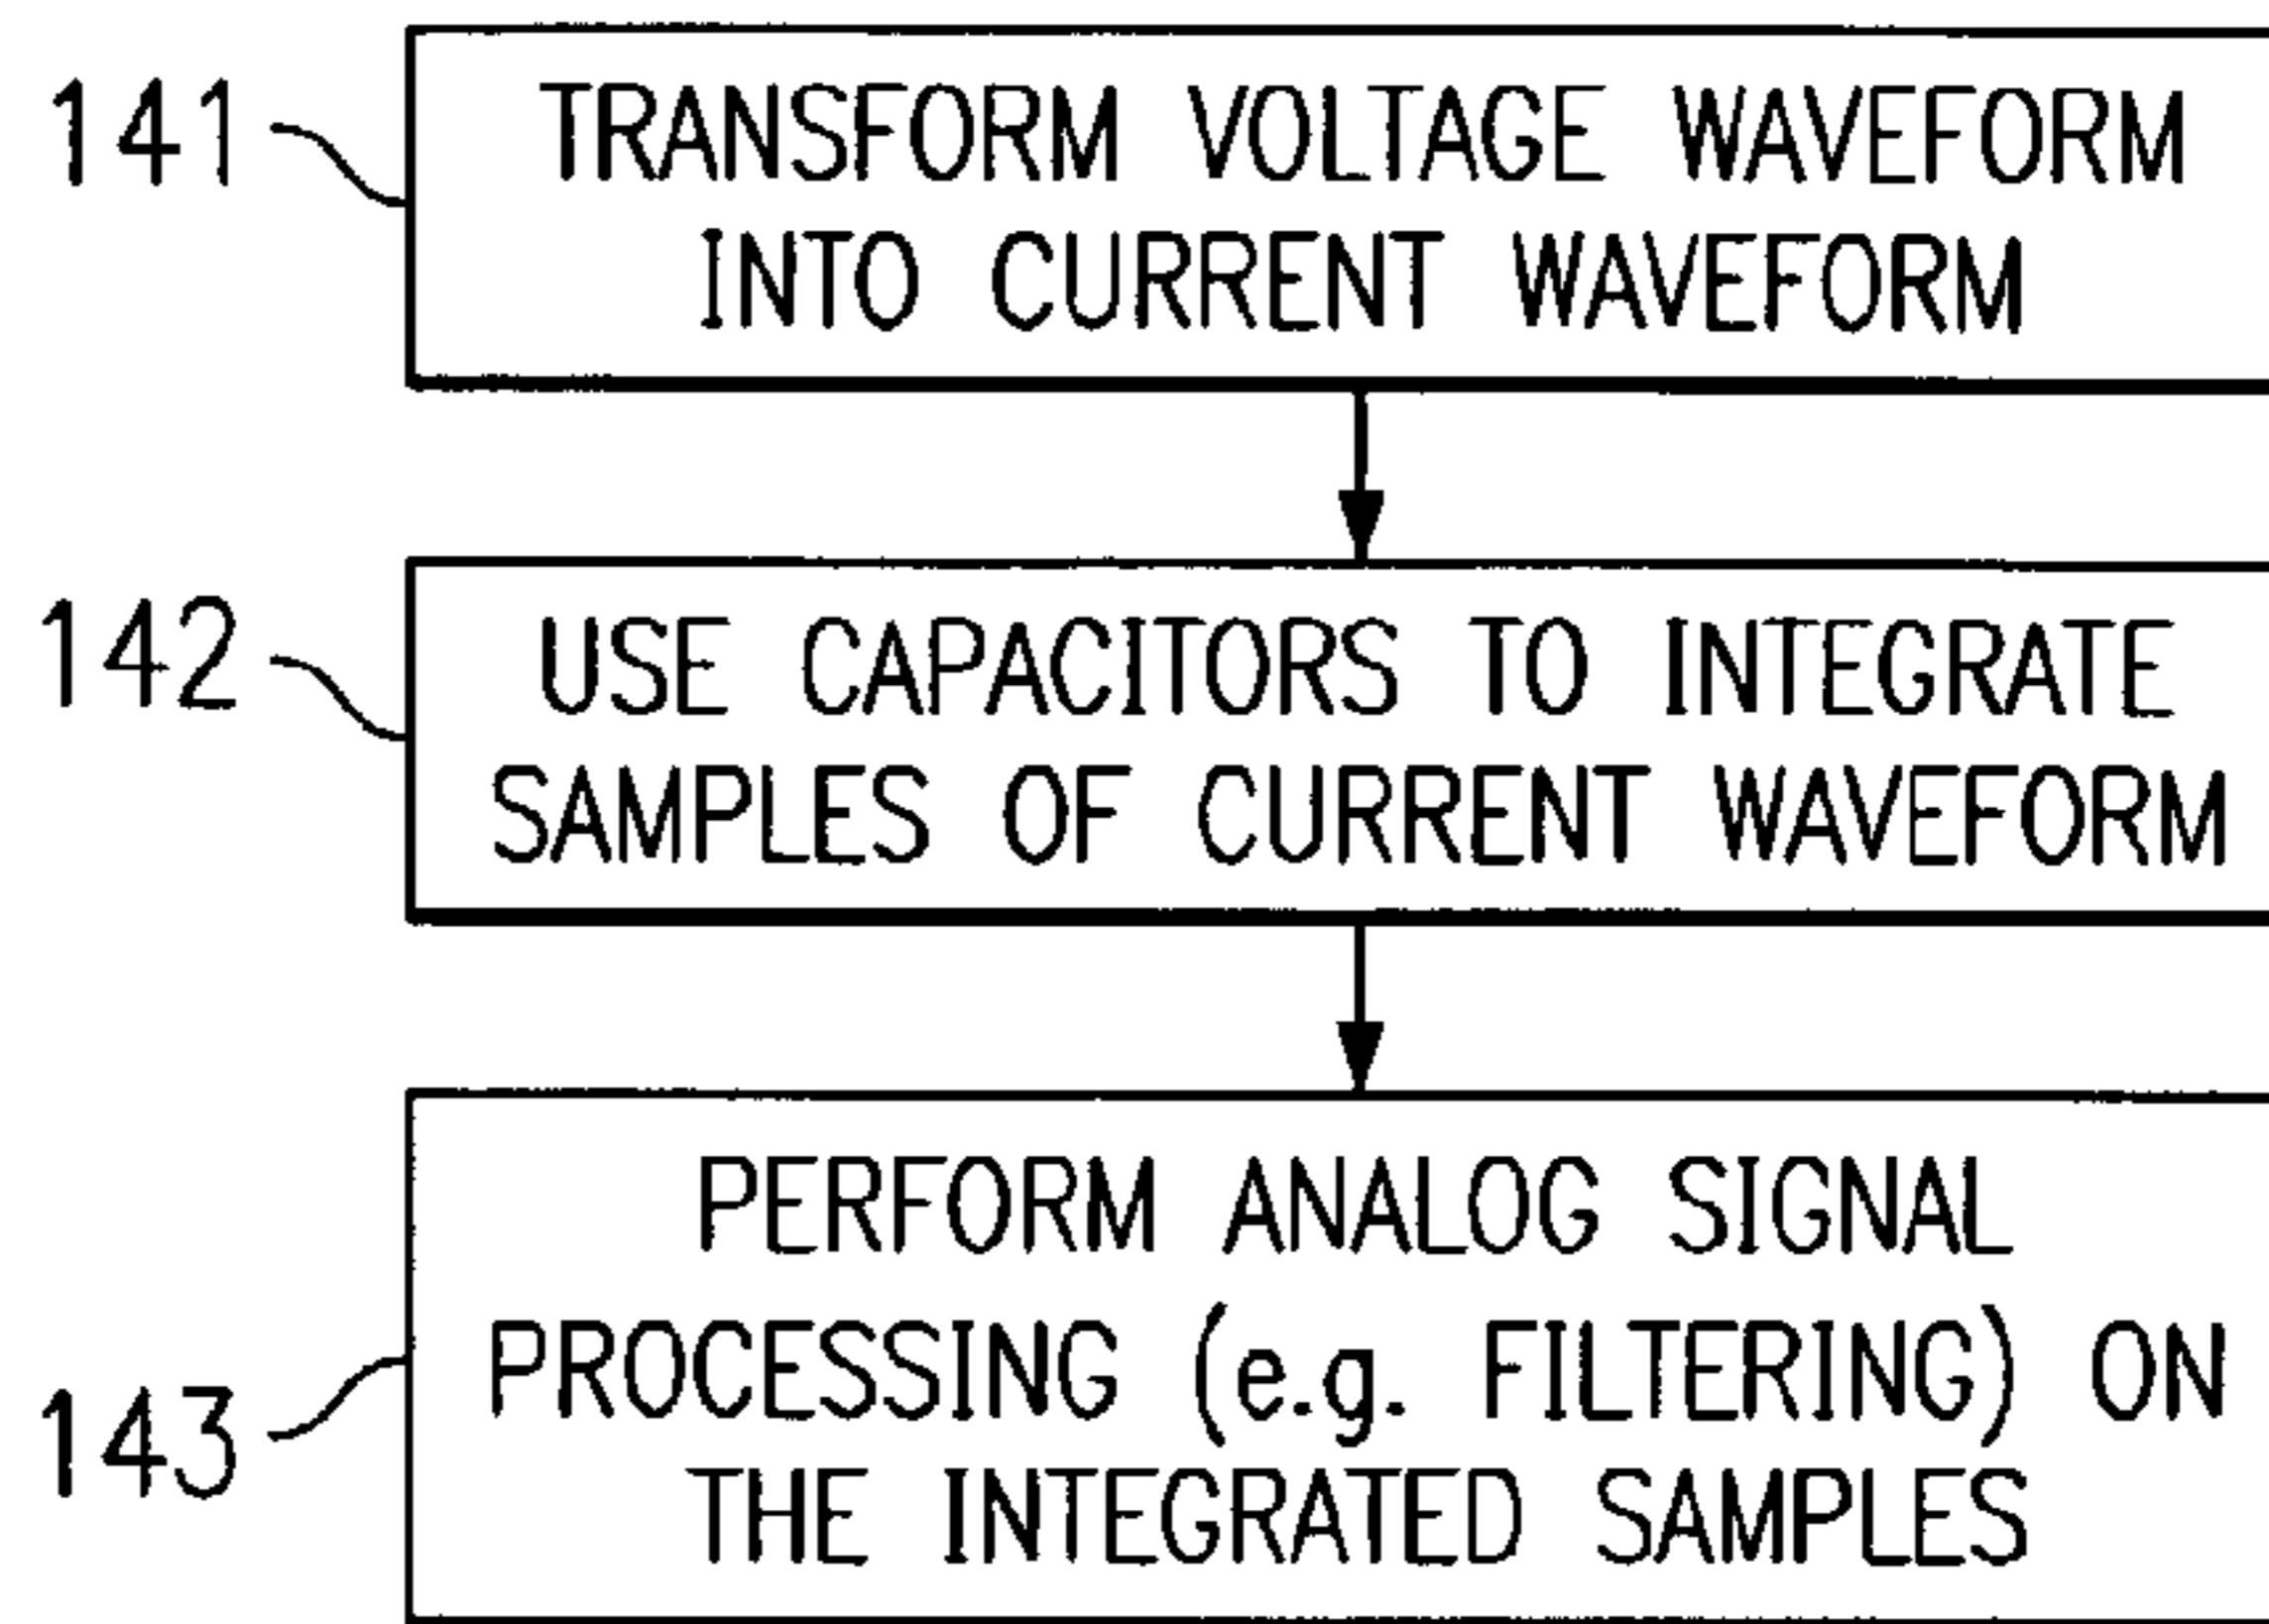 141
TRANSFORM VOLTAGE WAVEFORM
INTO CURRENT WAVEFORM
142
USE CAPACITORS TO INTEGRATE
SAMPLES OF CURRENT WAVEFORM
143
PERFORM ANALOG SIGNAL
PROCESSING (e.g. FILTERING) ON
THE INTEGRATED SAMPLES